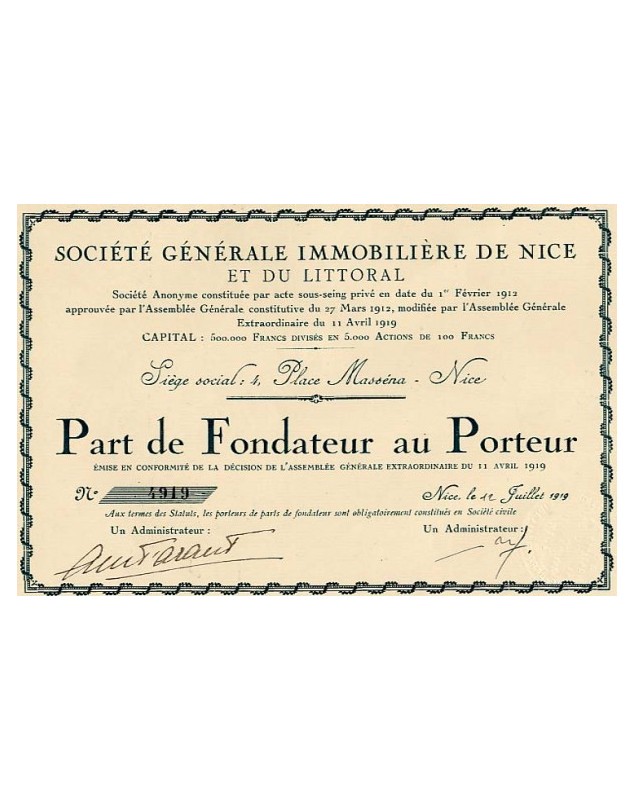 SOCIÉTÉ GÉNÉRALE IMMOBILIÈRE DE NICE
ET DU LITTORAL
Société Anonyme constituée par acte sous-seing privé en date du 1er Février 1912
approuvée par l'Assemblée Générale constitutive du 27 Mars 1912, modifiée par l'Assemblée Générale
Extraordinaire du 11 Avril 1919
CAPITAL : 500.000 FRANCS DIVISÉS EN 5.000 ACTIONS DE 100 FRANCS
Siège social: 4, Place Masséna - Nice
Part de Fondateur au Porteur
ÉMISE EN CONFORMITÉ DE LA DÉCISION DE L'ASSEMBLÉE GÉNÉRALE EXTRAORDINAIRE DU 11 AVRIL 1919
No 4919 Nice, le 12 Juillet 1919
Aux termes des Statuts, les porteurs de parts de fondateur sont obligatoirement constitués en Société civile
Un Administrateur : Un Administrateur :